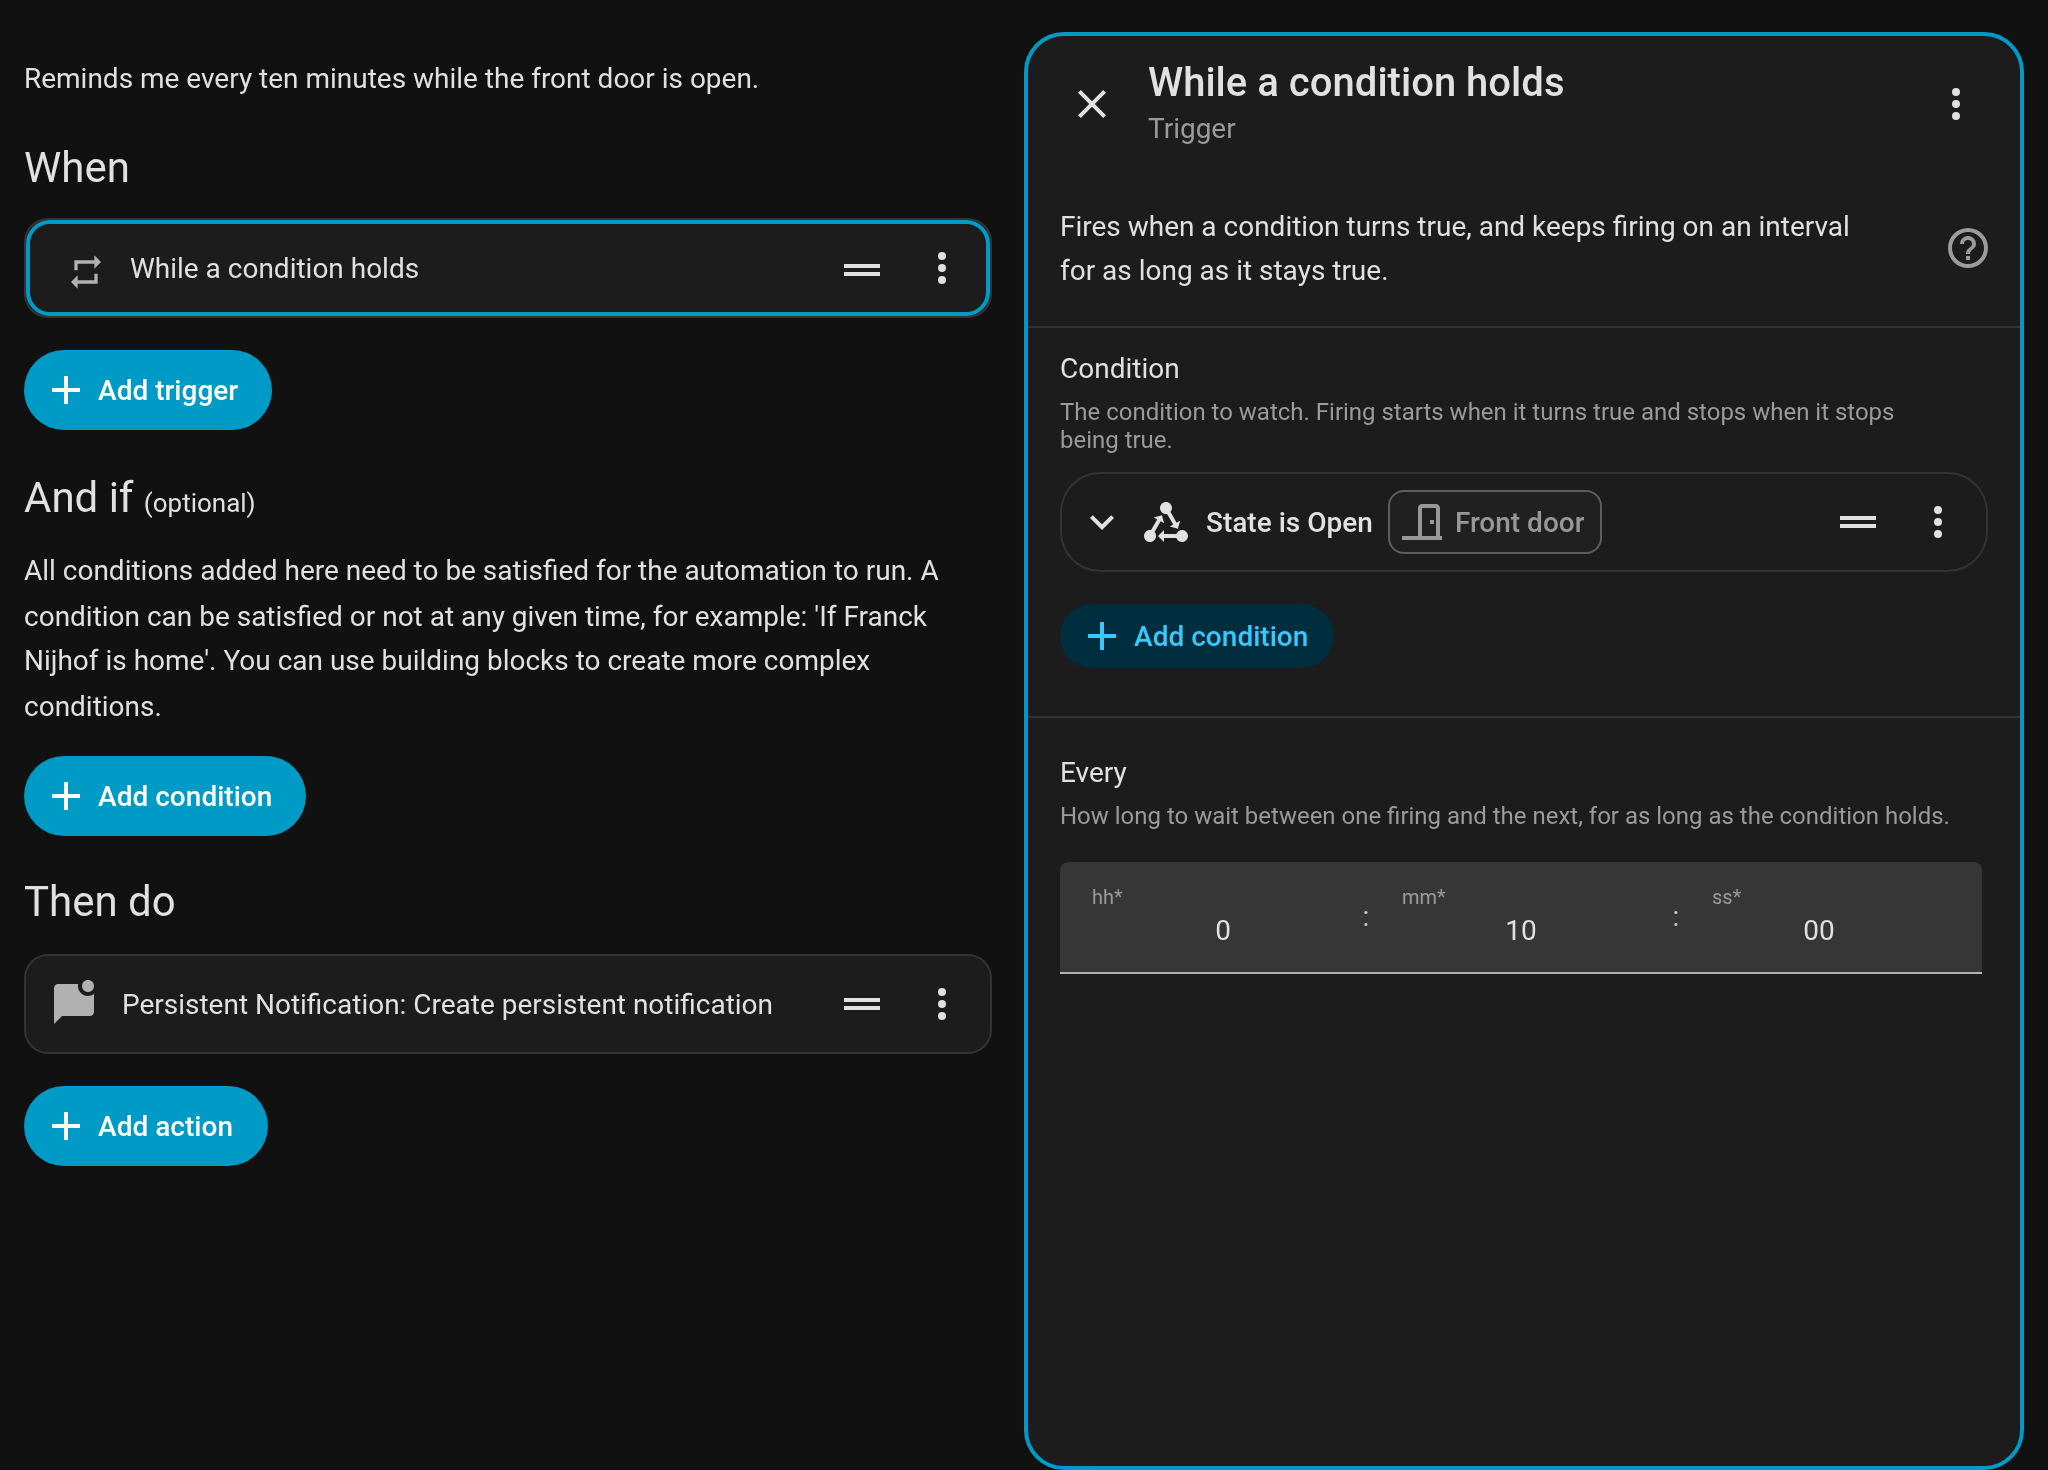 Reminds me every ten minutes while the front door is open.
When
While a condition holds
Add trigger
And if (optional)
All conditions added here need to be satisfied for the automation to run. A
condition can be satisfied or not at any given time, for example: 'If Franck
Nijhof is home'. You can use building blocks to create more complex
conditions.
Add condition
Then do
Persistent Notification: Create persistent notification
Add action
While a condition holds
Trigger
Fires when a condition turns true, and keeps firing on an interval
for as long as it stays true.
Condition
The condition to watch. Firing starts when it turns true and stops when it stops
being true.
State is Open Front door
Add condition
Every
How long to wait between one firing and the next, for as long as the condition holds.
hh* mm* ss*
0 : 10 : 00